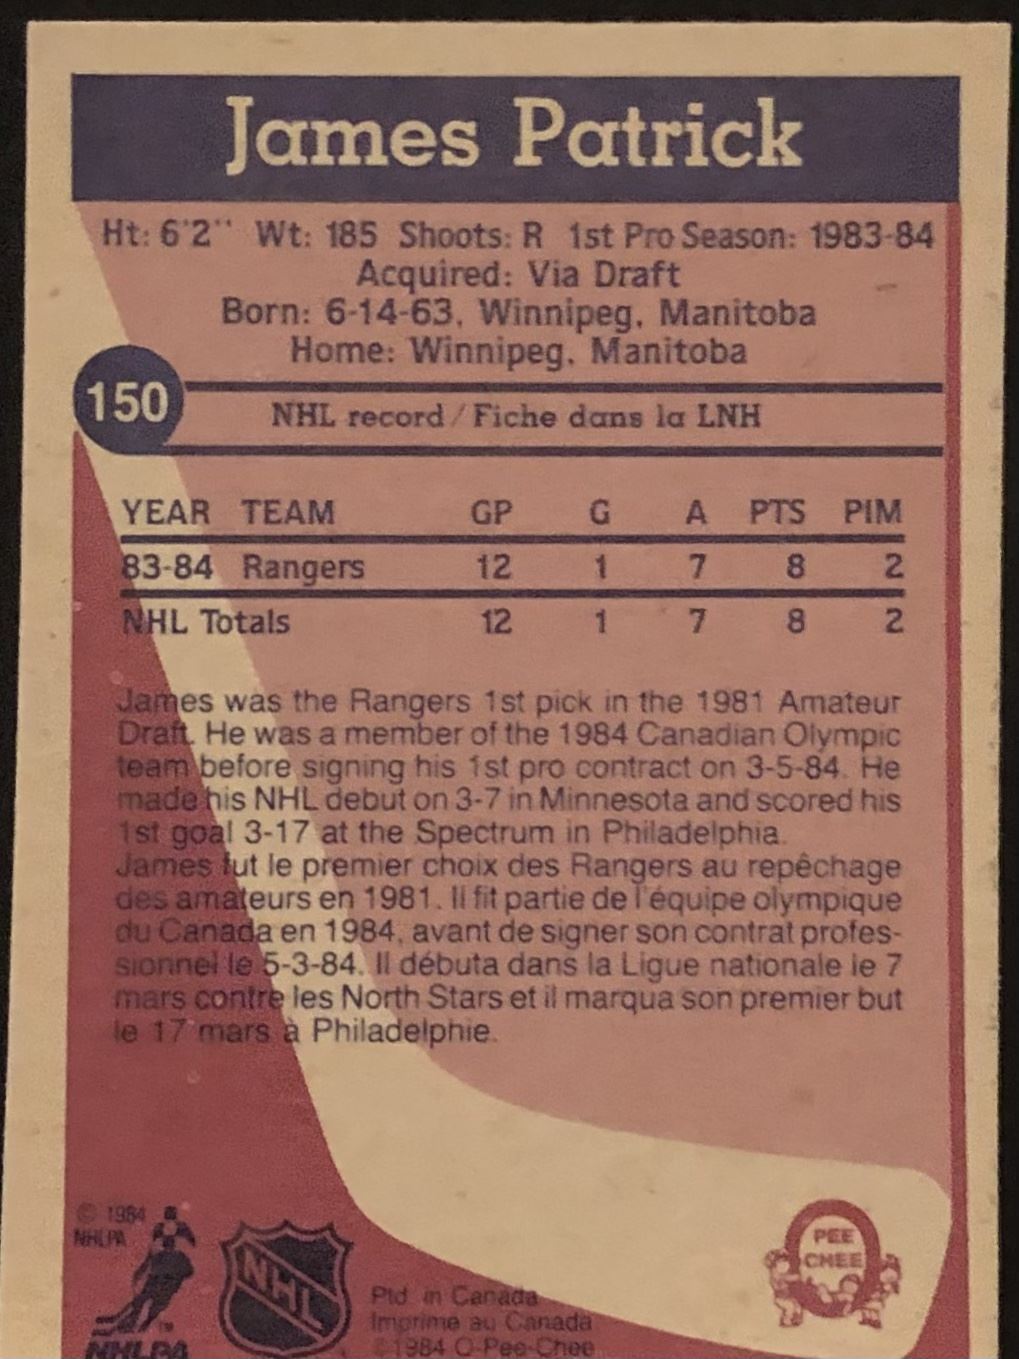 James Patrick
Ht: 6'2'' Wt: 185 Shoots: R 1st Pro Season: 1983-84
Acquired: Via Draft
Born: 6-14-63, Winnipeg, Manitoba
Home: Winnipeg, Manitoba
150
NHL record / Fiche dans la LNH
YEAR TEAM GP G A PTS PIM
83-84 Rangers 12 1 7 8 2
NHL Totals 12 1 7 8 2
James was the Rangers 1st pick in the 1981 Amateur
Draft. He was a member of the 1984 Canadian Olympic
team before signing his 1st pro contract on 3-5-84. He
made his NHL debut on 3-7 in Minnesota and scored his
1st goal 3-17 at the Spectrum in Philadelphia.
James fut le premier choix des Rangers au repêchage
des amateurs en 1981. Il fit partie de l'équipe olympique
du Canada en 1984, avant de signer son contrat profes-
sionnel le 5-3-84. Il débuta dans la Ligue nationale le 7
mars contre les North Stars et il marqua son premier but
le 17 mars à Philadelphie.
© 1984
NHLPA
NHLPA
TM
NHL
Ptd. in Canada
Imprimé au Canada
©1984 O-Pee-Chee
O
PEE
CHEE